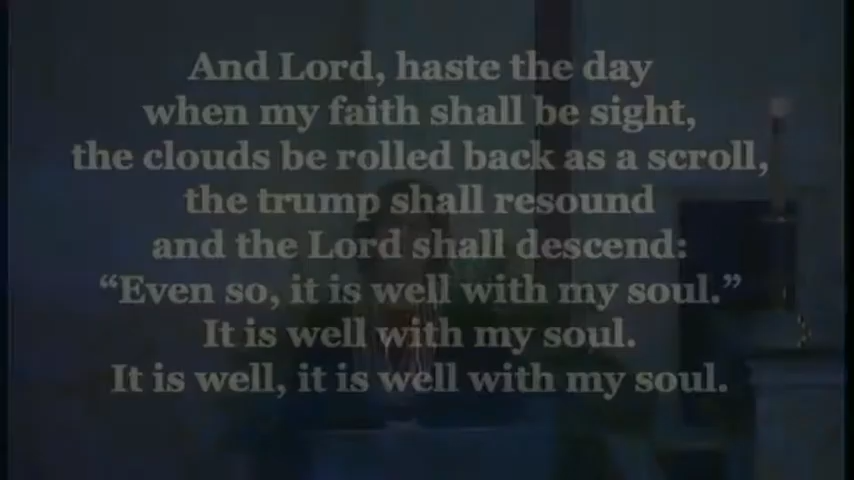 And Lord, haste the day
when my faith shall be sight,
the clouds be rolled back as a scroll,
the trump shall resound
and the Lord shall descend:
“Even so, it is well with my soul.”
It is well with my soul.
It is well, it is well with my soul.